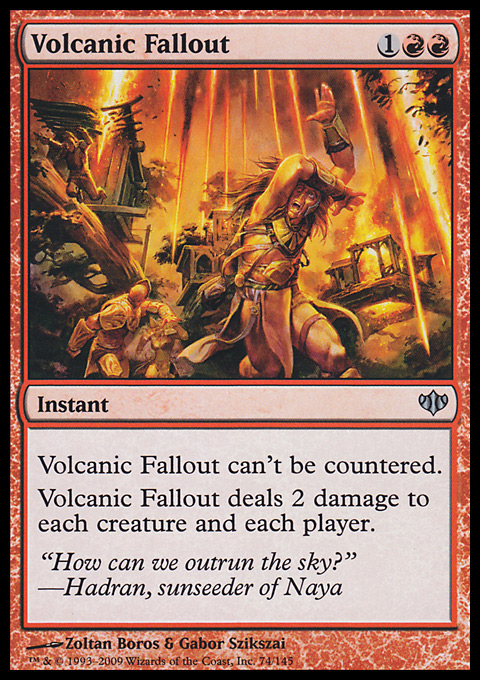 Volcanic Fallout 1
Instant
Volcanic Fallout can't be countered.
Volcanic Fallout deals 2 damage to
each creature and each player.
"How can we outrun the sky?"
—Hadran, sunseeder of Naya
Zoltan Boros & Gabor Szikszai
™ & © 1993–2009 Wizards of the Coast, Inc. 74/145